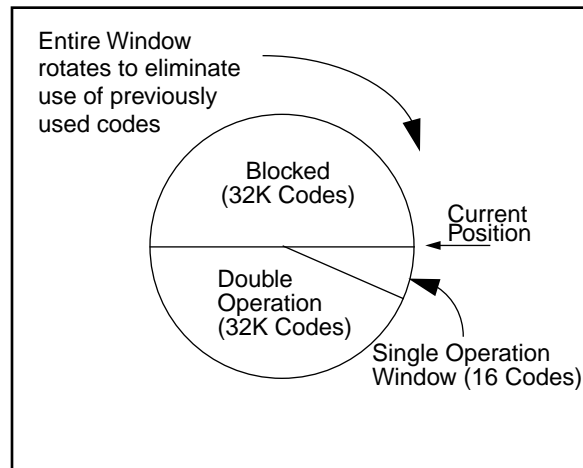 Entire Window
rotates to eliminate
use of previously
used codes
Blocked
(32K Codes)
Current
Position
Double
Operation
(32K Codes)
Single Operation
Window (16 Codes)